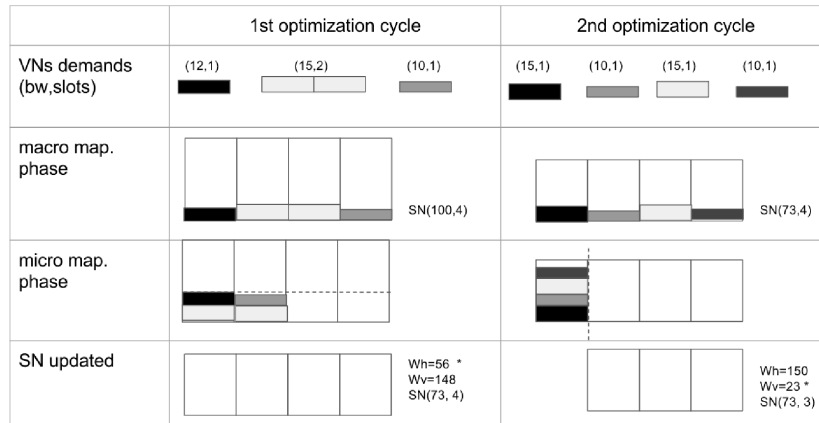 1st optimization cycle
2nd optimization cycle
VNs demands
(bw,slots)
(12,1)
(15,2)
(10,1)
(15,1)
(10,1)
(15,1)
(10,1)
macro map.
phase
SN(100,4)
SN(73,4)
micro map.
phase
SN updated
Wh=56 *
Wv=148
SN(73, 4)
Wh=150
Wv=23 *
SN(73, 3)